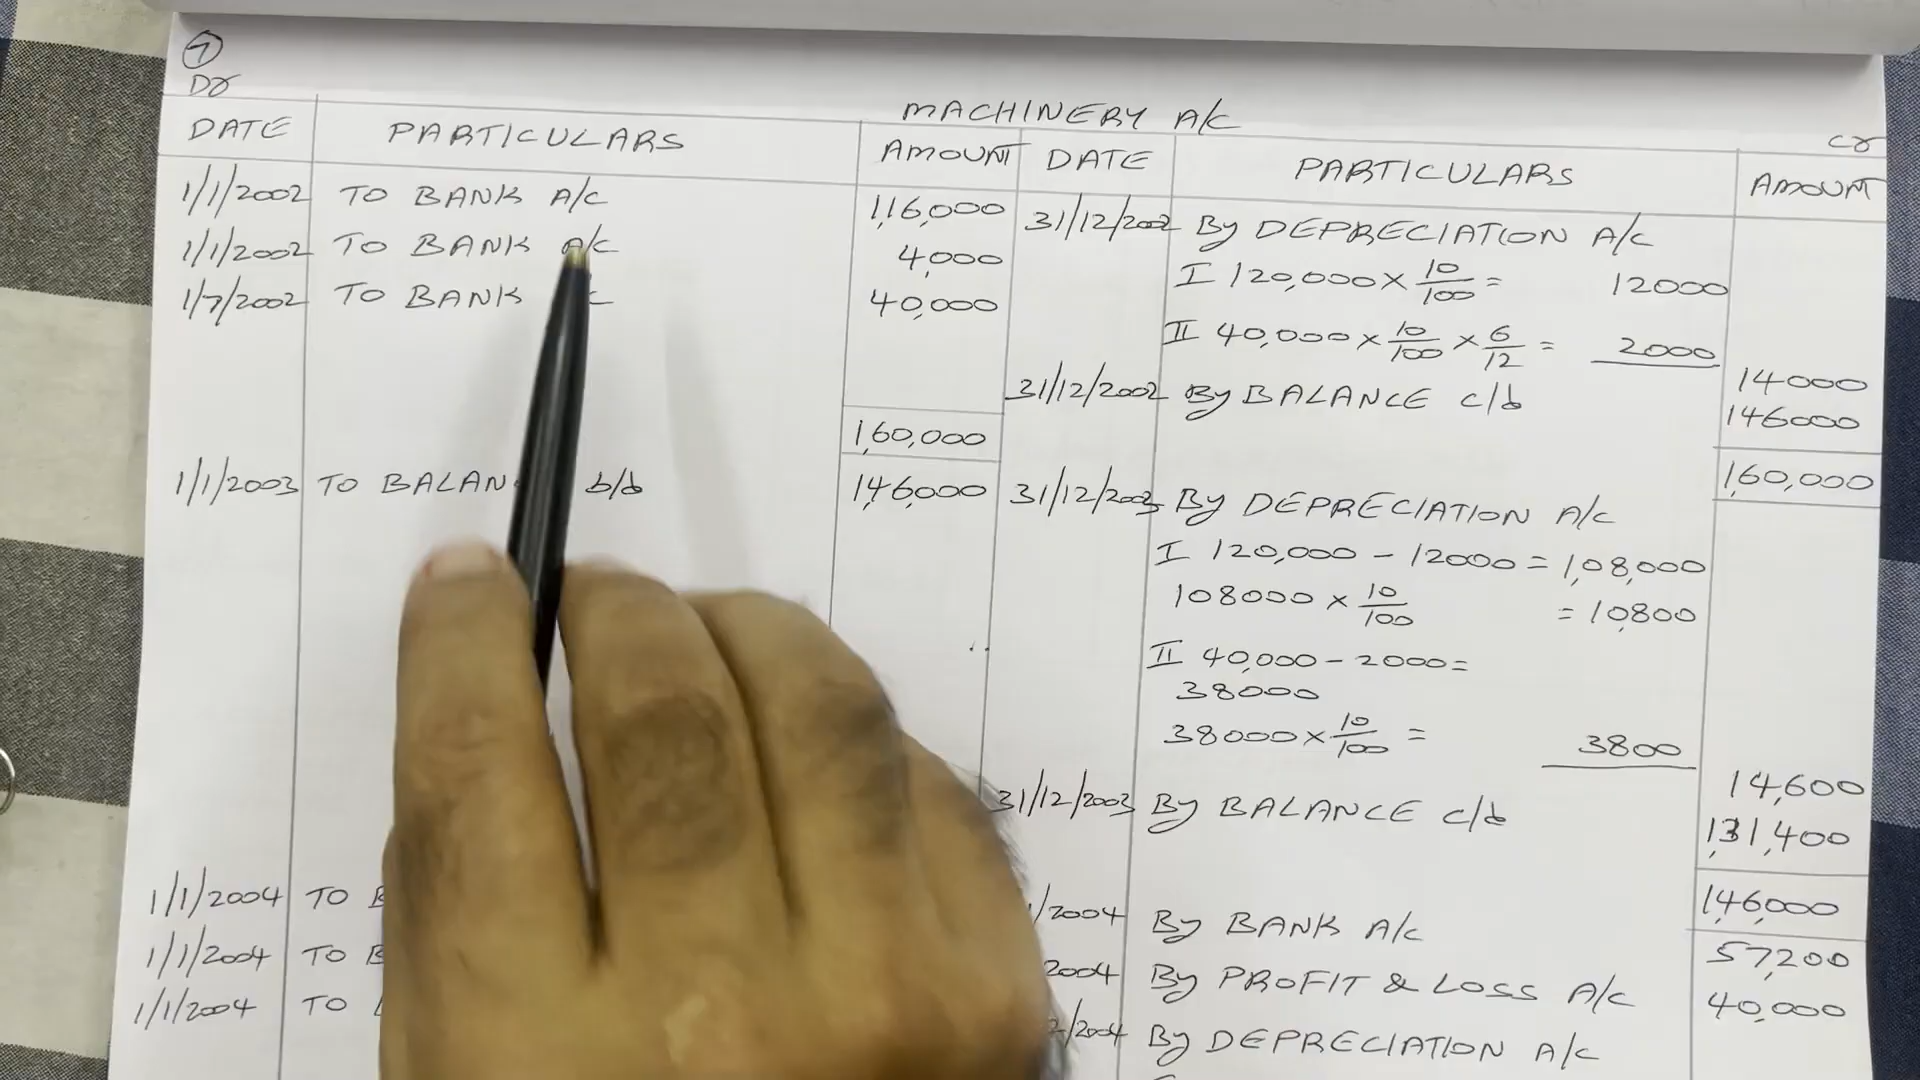 7
Dr
MACHINERY A/c
Cr
DATE PARTICULARS AMOUNT DATE PARTICULARS AMOUNT
1/1/2002 TO BANK A/c 1,16,000
1/1/2002 TO BANK A/c 4,000
1/7/2002 TO BANK 40,000
1,60,000
1/1/2003 TO b/d 1,46,000
1/1/2004 TO
1/1/2004 TO
1/1/2004 TO
31/12/2002 By DEPRECIATION A/c
I 120,000 × 10/100 = 12000
II 40,000 × 10/100 × 6/12 = 2000
14000
31/12/2002 By BALANCE c/d 146000
1,60,000
31/12/2003 By DEPRECIATION A/c
I 120,000 - 12000 = 1,08,000
108000 × 10/100 = 10,800
II 40,000 - 2000 =
38000
38000 × 10/100 = 3800
14,600
31/12/2003 By BALANCE c/d 1,31,400
1,46,000
/2004 By BANK A/c 57,200
2004 By PROFIT & LOSS A/c 40,000
/2004 By DEPRECIATION A/c